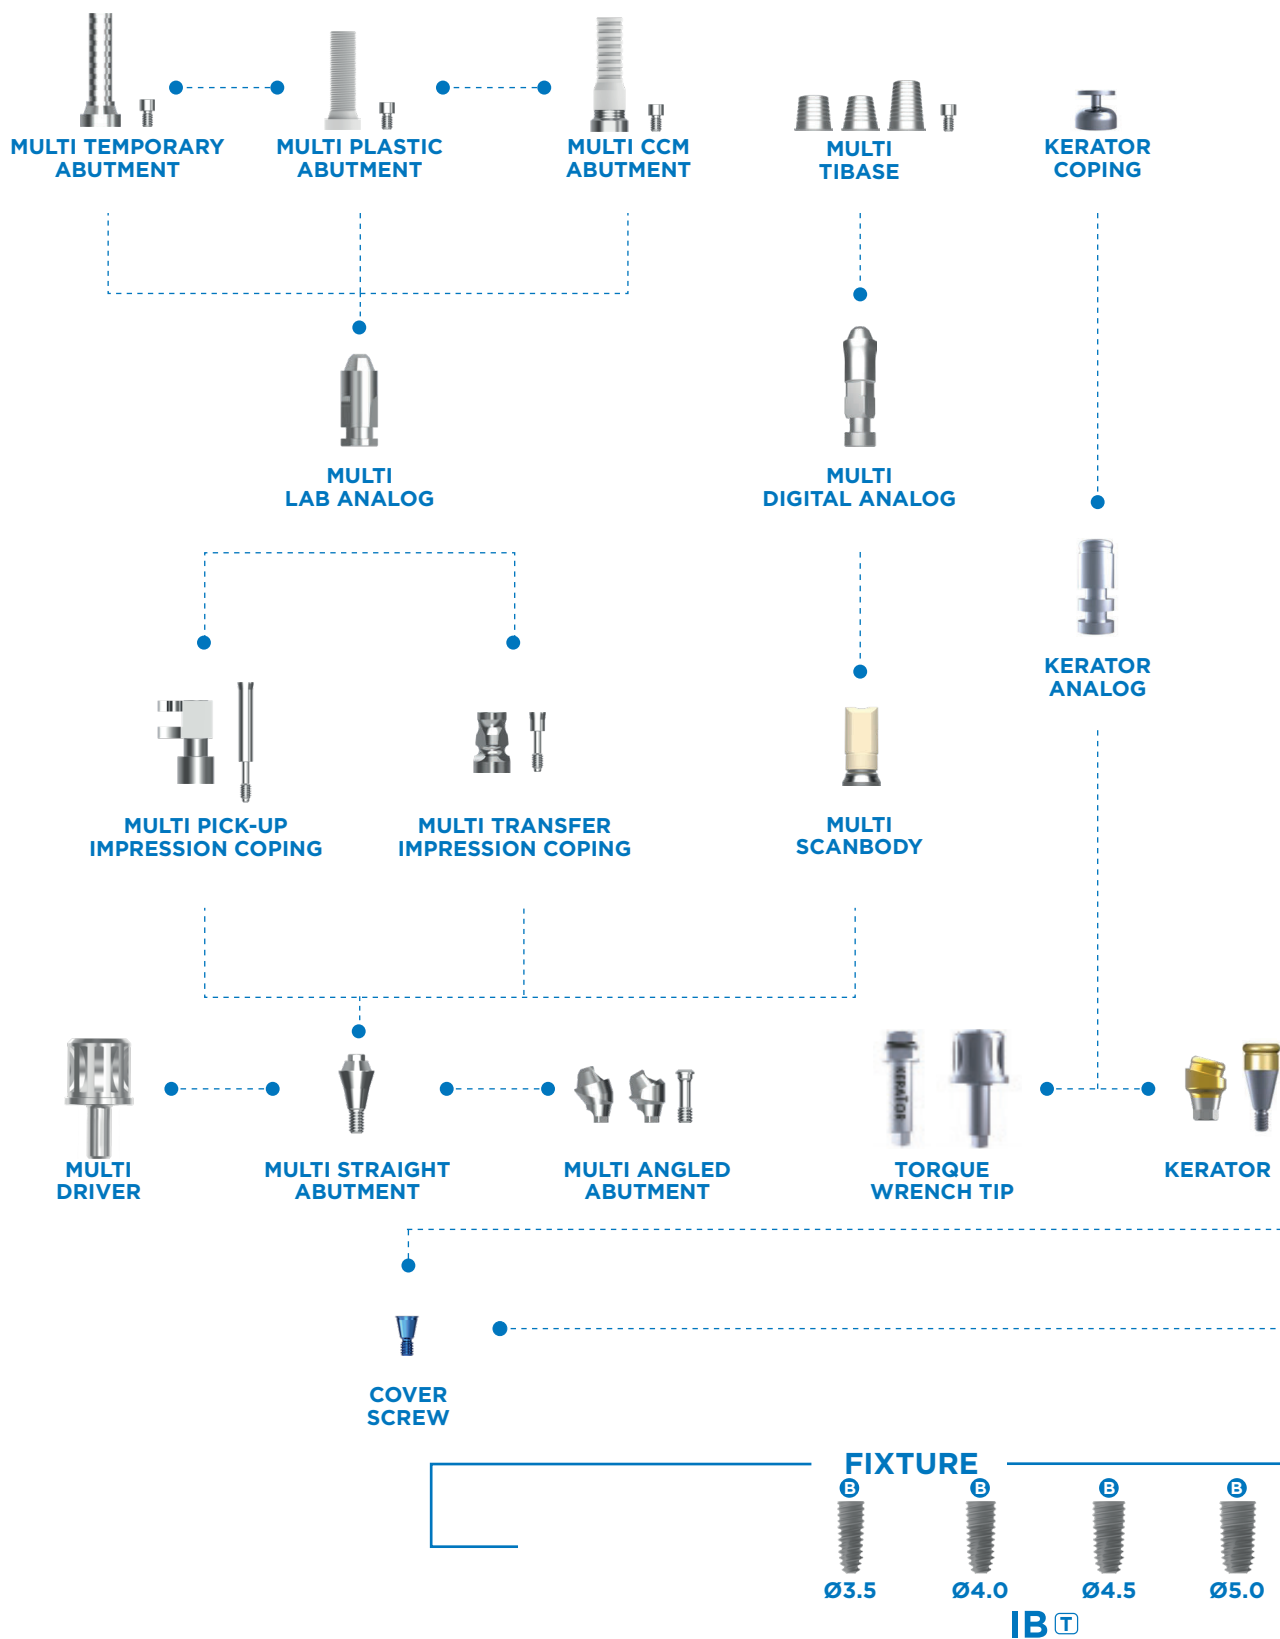 MULTI TEMPORARY
ABUTMENT
MULTI PLASTIC
ABUTMENT
MULTI CCM
ABUTMENT
MULTI
TIBASE
KERATOR
COPING
MULTI
LAB ANALOG
MULTI
DIGITAL ANALOG
KERATOR
ANALOG
MULTI PICK-UP
IMPRESSION COPING
MULTI TRANSFER
IMPRESSION COPING
MULTI
SCANBODY
KERATOR
MULTI
DRIVER
MULTI STRAIGHT
ABUTMENT
MULTI ANGLED
ABUTMENT
TORQUE
WRENCH TIP
KERATOR
COVER
SCREW
FIXTURE
B B B B
Ø3.5 Ø4.0 Ø4.5 Ø5.0
IB T